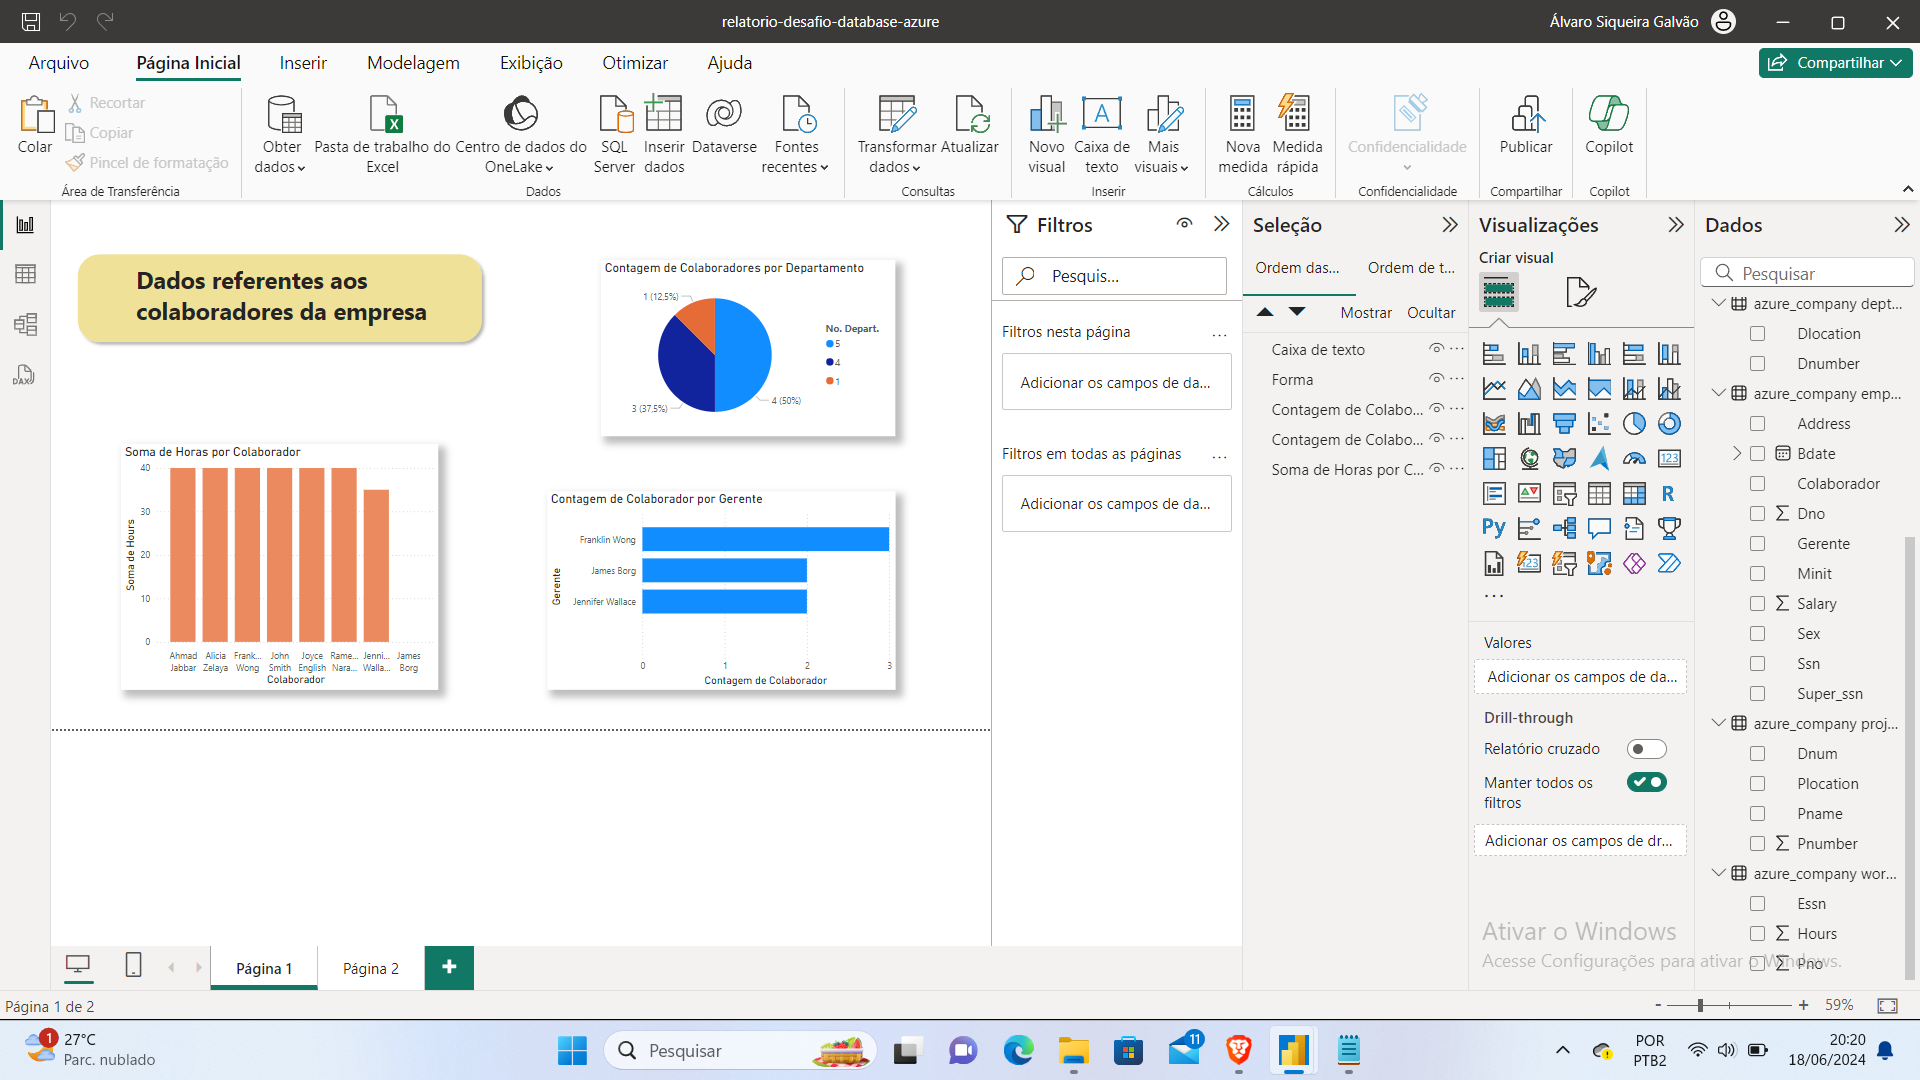 relatorio-desafio-database-azure
Álvaro Siqueira Galvão
Arquivo
Página Inicial
Inserir
Modelagem
Exibição
Otimizar
Ajuda
Compartilhar
Colar
Recortar
Copiar
Pincel de formatação
Área de Transferência
Obter
dados
Pasta de trabalho do
Excel
Centro de dados do
OneLake
SQL
Server
Inserir
dados
Dataverse
Fontes
recentes
Dados
Transformar
dados
Atualizar
Consultas
Novo
visual
Caixa de
texto
Mais
visuais
Inserir
Nova
medida
Medida
rápida
Cálculos
Confidencialidade
Confidencialidade
Publicar
Compartilhar
Copilot
Copilot
Dados referentes aos
colaboradores da empresa
Contagem de Colaboradores por Departamento
1 (12,5%)
3 (37,5%)
4 (50%)
No. Depart.
5
4
1
Soma de Horas por Colaborador
Soma de Hours
40
30
20
10
0
Ahmad
Jabbar
Alicia
Zelaya
Frank...
Wong
John
Smith
Joyce
English
Rame...
Nara...
Jenni...
Walla...
James
Borg
Colaborador
Contagem de Colaborador por Gerente
Gerente
Franklin Wong
James Borg
Jennifer Wallace
0
1
2
3
Contagem de Colaborador
Filtros
Pesquis...
Filtros nesta página
...
Adicionar os campos de da...
Filtros em todas as páginas
...
Adicionar os campos de da...
Seleção
Ordem das...
Ordem de t...
Mostrar
Ocultar
Caixa de texto
Forma
Contagem de Colabo...
Contagem de Colabo...
Soma de Horas por C...
Visualizações
Criar visual
123
R
Py
123
...
Valores
Adicionar os campos de da...
Drill-through
Relatório cruzado
Manter todos os
filtros
Adicionar os campos de dr...
Dados
Pesquisar
azure_company dept...
Dlocation
Dnumber
azure_company emp...
Address
Bdate
Colaborador
Dno
Gerente
Minit
Salary
Sex
Ssn
Super_ssn
azure_company proj...
Dnum
Plocation
Pname
Pnumber
azure_company wor...
Essn
Hours
Pno
Ativar o Windows
Acesse Configurações para ativar o Windows.
Página 1
Página 2
+
Página 1 de 2
- + 59%
1
27°C
Parc. nublado
Pesquisar
11
POR
PTB2
20:20
18/06/2024